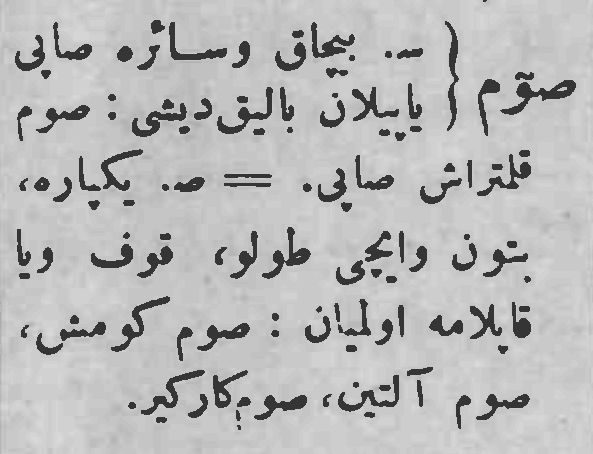 صوم { س. بیچاق وسائره صاپی
یاپیلان بالیق دیشی : صوم
قلمتراش صاپی. = ص. یکپاره،
بتون وایچی طولو، قوف ویا
قاپلامه اولمیان : صوم کومش،
صوم آلتین، صوم کارکیر.